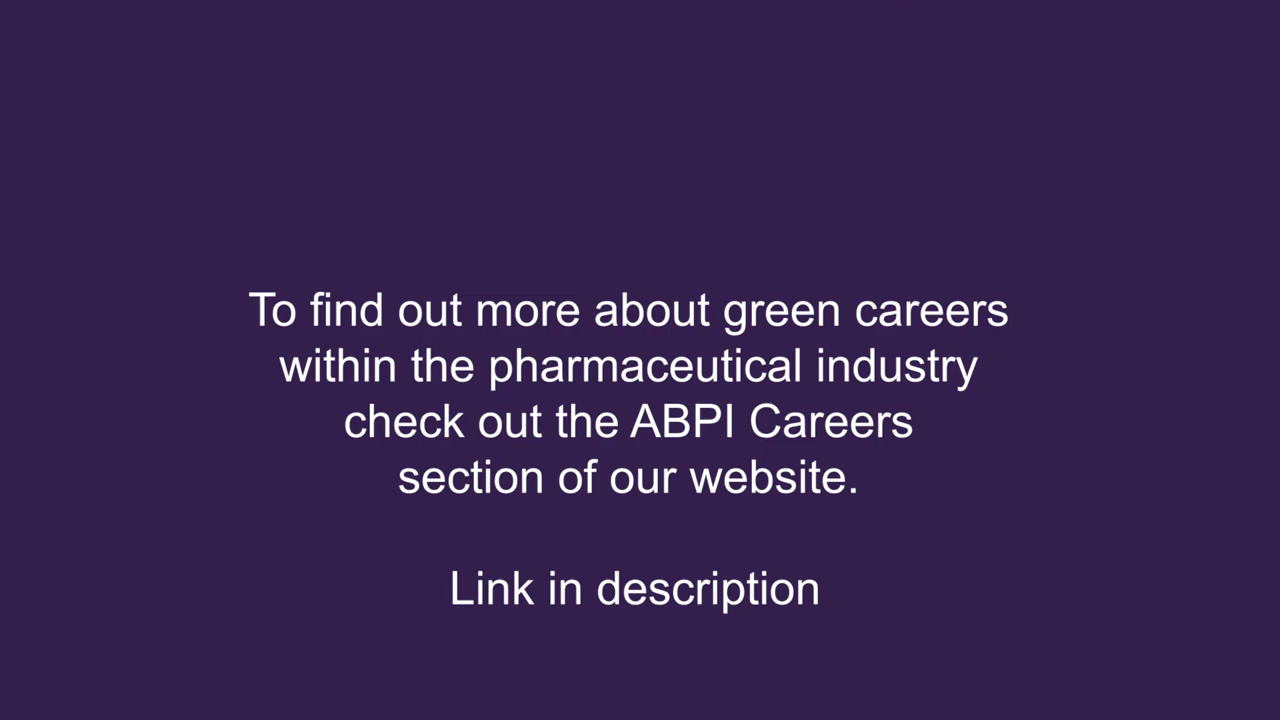 To find out more about green careers
within the pharmaceutical industry
check out the ABPI Careers
section of our website.
Link in description